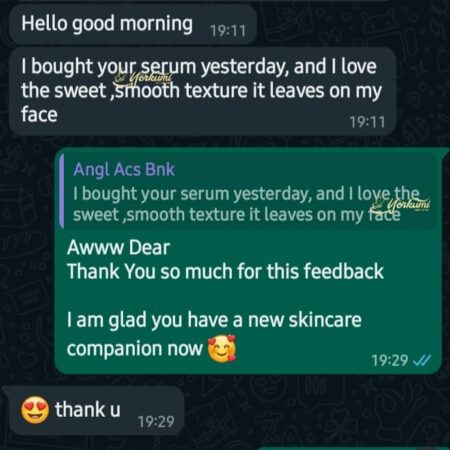 Hello good morning 19:11
I bought your serum yesterday, and I love
the sweet ,smooth texture it leaves on my
face
19:11
Yorkumi
Angl Acs Bnk
I bought your serum yesterday, and I love the
sweet ,smooth texture it leaves on my face
Yorkumi
Awww Dear
Thank You so much for this feedback
I am glad you have a new skincare
companion now 🥰
19:29
😍 thank u 19:29